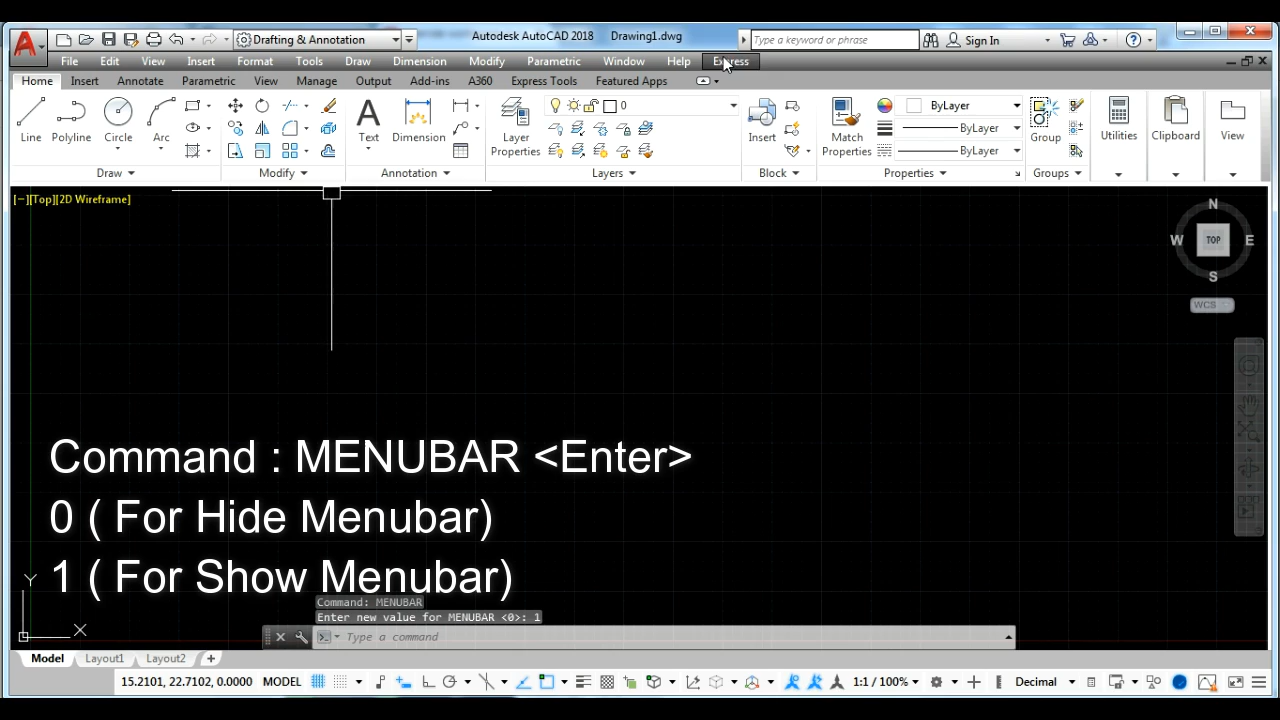 Drafting & Annotation
Autodesk AutoCAD 2018 Drawing1.dwg
Type a keyword or phrase
Sign In
File Edit View Insert Format Tools Draw Dimension Modify Parametric Window Help Express
Home Insert Annotate Parametric View Manage Output Add-ins A360 Express Tools Featured Apps
Line Polyline Circle Arc
Draw
Modify
Text Dimension
Annotation
Layer Properties
0
Layers
Insert
Block
Match Properties
ByLayer
ByLayer
ByLayer
Properties
Group
Groups
Utilities
Clipboard
View
[−][Top][2D Wireframe]
N
W TOP E
S
WCS
Command : MENUBAR <Enter>
0 ( For Hide Menubar)
1 ( For Show Menubar)
Y
X
Command: MENUBAR
Enter new value for MENUBAR <0>: 1
Type a command
Model Layout1 Layout2 +
15.2101, 22.7102, 0.0000 MODEL 1:1 / 100% Decimal